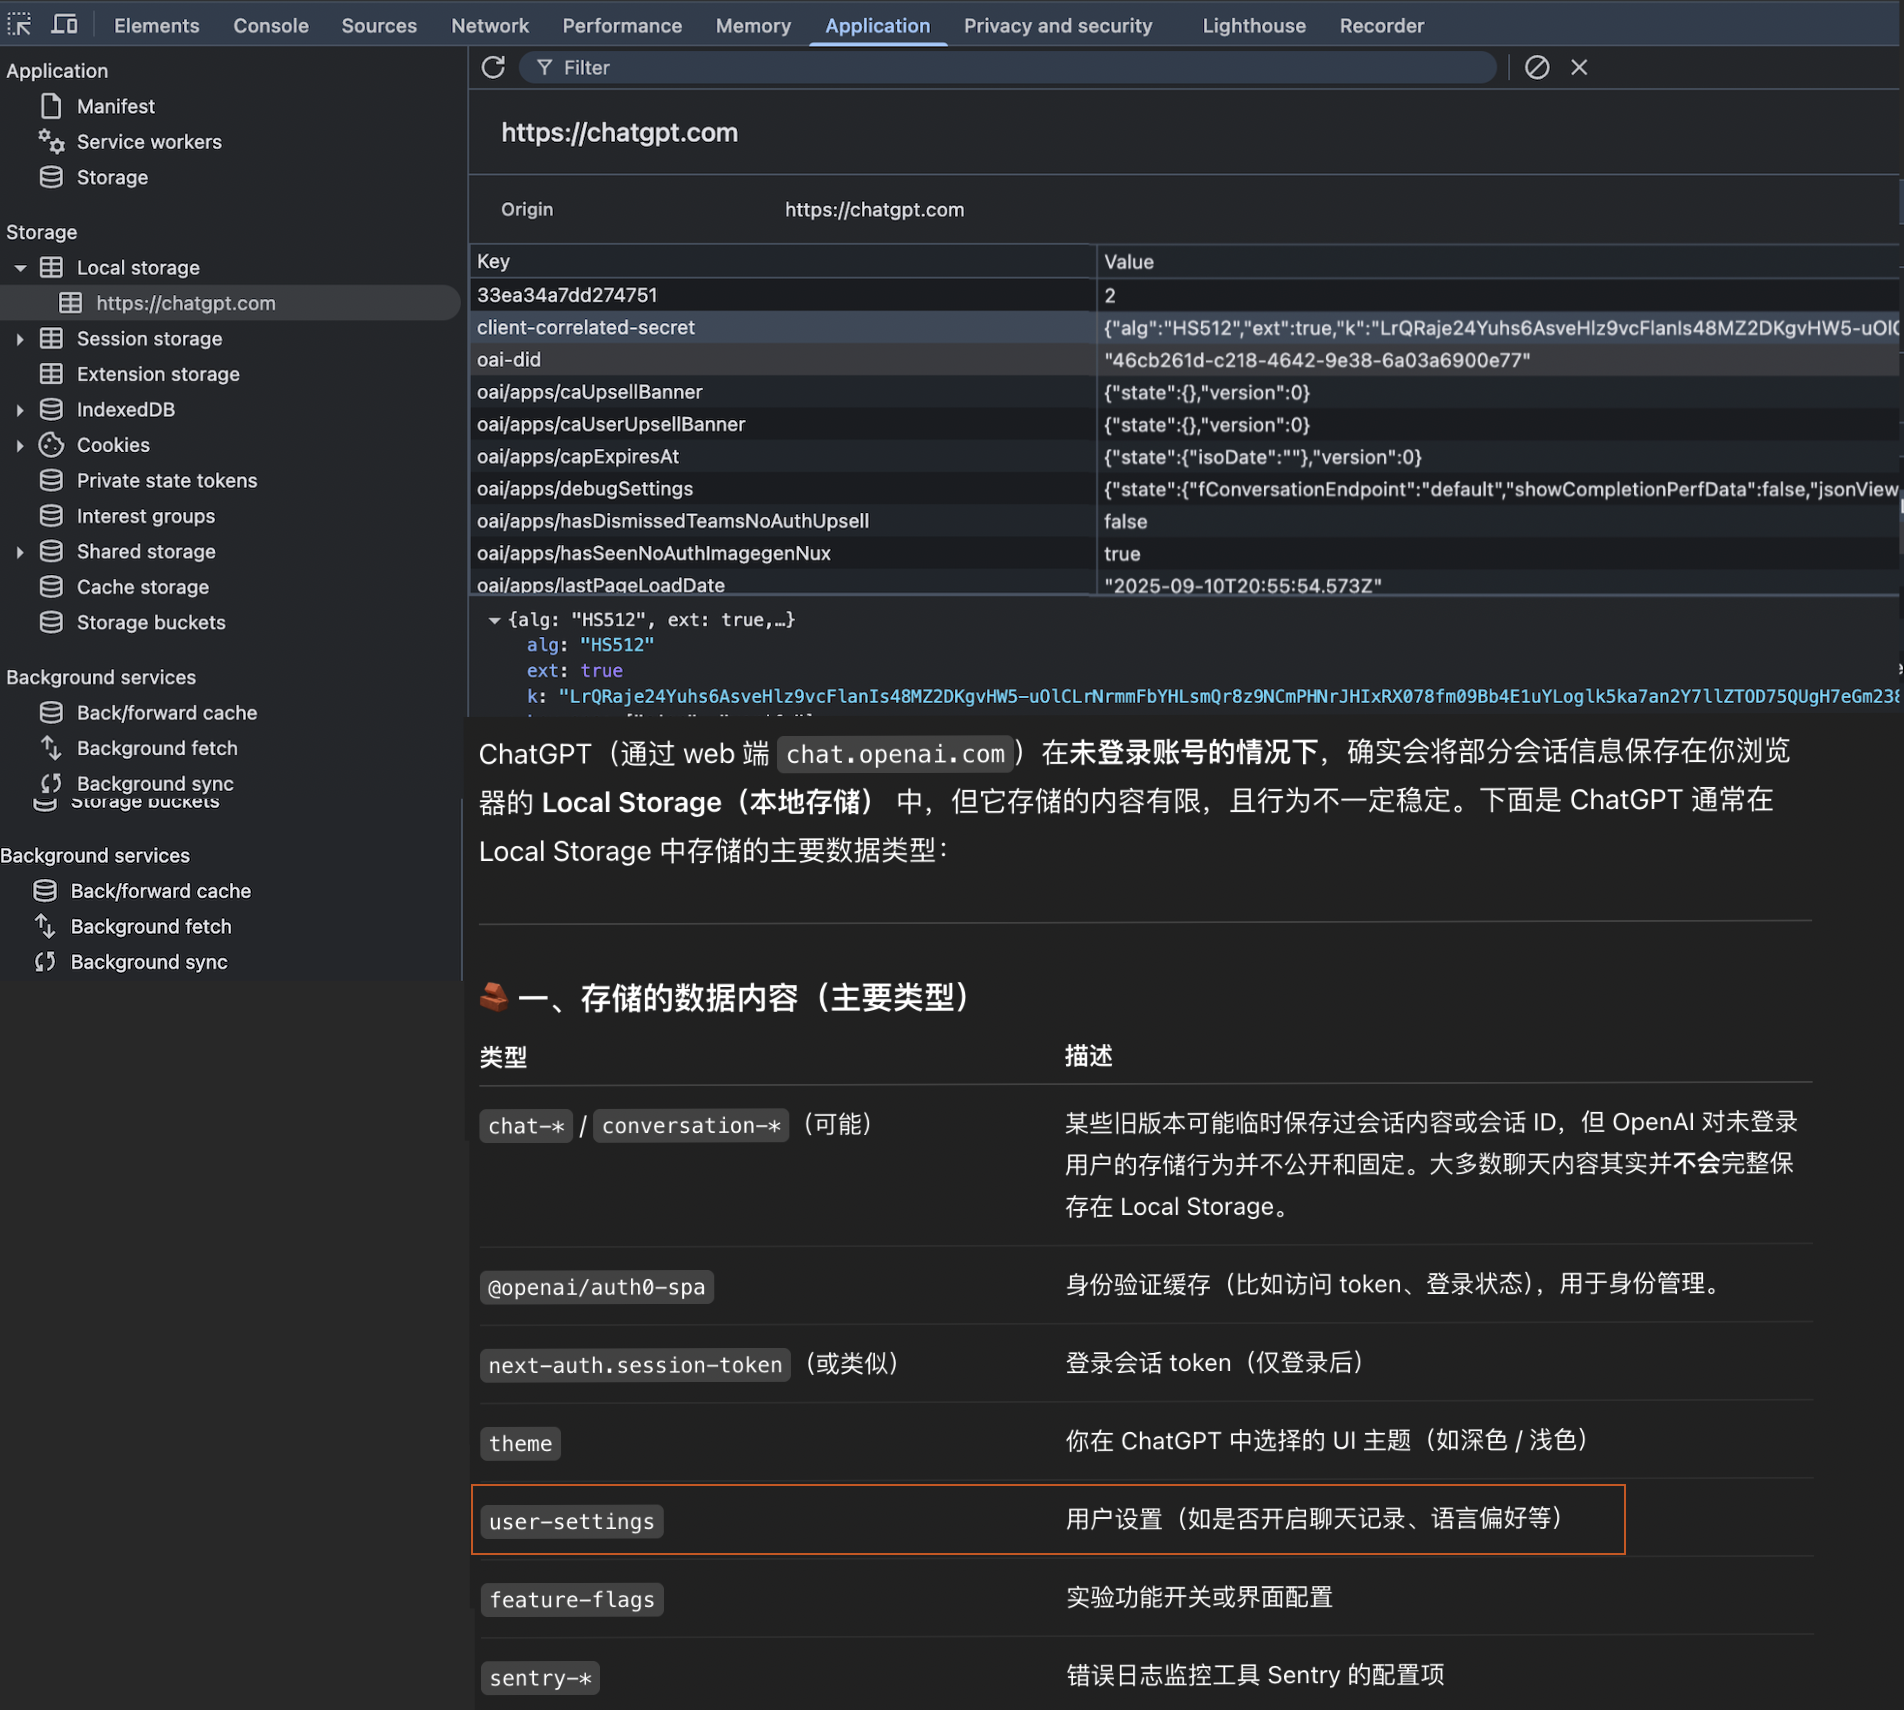 Elements Console Sources Network Performance Memory Application Privacy and security Lighthouse Recorder
Application
Manifest
Service workers
Storage
Storage
Local storage
https://chatgpt.com
Session storage
Extension storage
IndexedDB
Cookies
Private state tokens
Interest groups
Shared storage
Cache storage
Storage buckets
Background services
Back/forward cache
Background fetch
Background sync
Storage buckets
Background services
Back/forward cache
Background fetch
Background sync
Filter
https://chatgpt.com
Origin https://chatgpt.com
Key Value
33ea34a7dd274751 2
client-correlated-secret {"alg":"HS512","ext":true,"k":"LrQRaje24Yuhs6AsveHlz9vcFlanIs48MZ2DKgvHW5-uOlC
oai-did "46cb261d-c218-4642-9e38-6a03a6900e77"
oai/apps/caUpsellBanner {"state":{},"version":0}
oai/apps/caUserUpsellBanner {"state":{},"version":0}
oai/apps/capExpiresAt {"state":{"isoDate":""},"version":0}
oai/apps/debugSettings {"state":{"fConversationEndpoint":"default","showCompletionPerfData":false,"jsonView
oai/apps/hasDismissedTeamsNoAuthUpsell false
oai/apps/hasSeenNoAuthImagegenNux true
oai/apps/lastPageLoadDate "2025-09-10T20:55:54.573Z"
{alg: "HS512", ext: true,…}
alg: "HS512"
ext: true
k: "LrQRaje24Yuhs6AsveHlz9vcFlanIs48MZ2DKgvHW5-uOlCLrNrmmFbYHLsmQr8z9NCmPHNrJHIxRX078fm09Bb4E1uYLoglk5ka7an2Y7llZTOD75QUgH7eGm238
ChatGPT（通过 web 端 chat.openai.com）在未登录账号的情况下，确实会将部分会话信息保存在你浏览
器的 Local Storage（本地存储） 中，但它存储的内容有限，且行为不一定稳定。下面是 ChatGPT 通常在
Local Storage 中存储的主要数据类型：
一、存储的数据内容（主要类型）
类型 描述
chat-* / conversation-*（可能） 某些旧版本可能临时保存过会话内容或会话 ID，但 OpenAI 对未登录
用户的存储行为并不公开和固定。大多数聊天内容其实并不会完整保
存在 Local Storage。
@openai/auth0-spa 身份验证缓存（比如访问 token、登录状态），用于身份管理。
next-auth.session-token（或类似） 登录会话 token（仅登录后）
theme 你在 ChatGPT 中选择的 UI 主题（如深色 / 浅色）
user-settings 用户设置（如是否开启聊天记录、语言偏好等）
feature-flags 实验功能开关或界面配置
sentry-* 错误日志监控工具 Sentry 的配置项